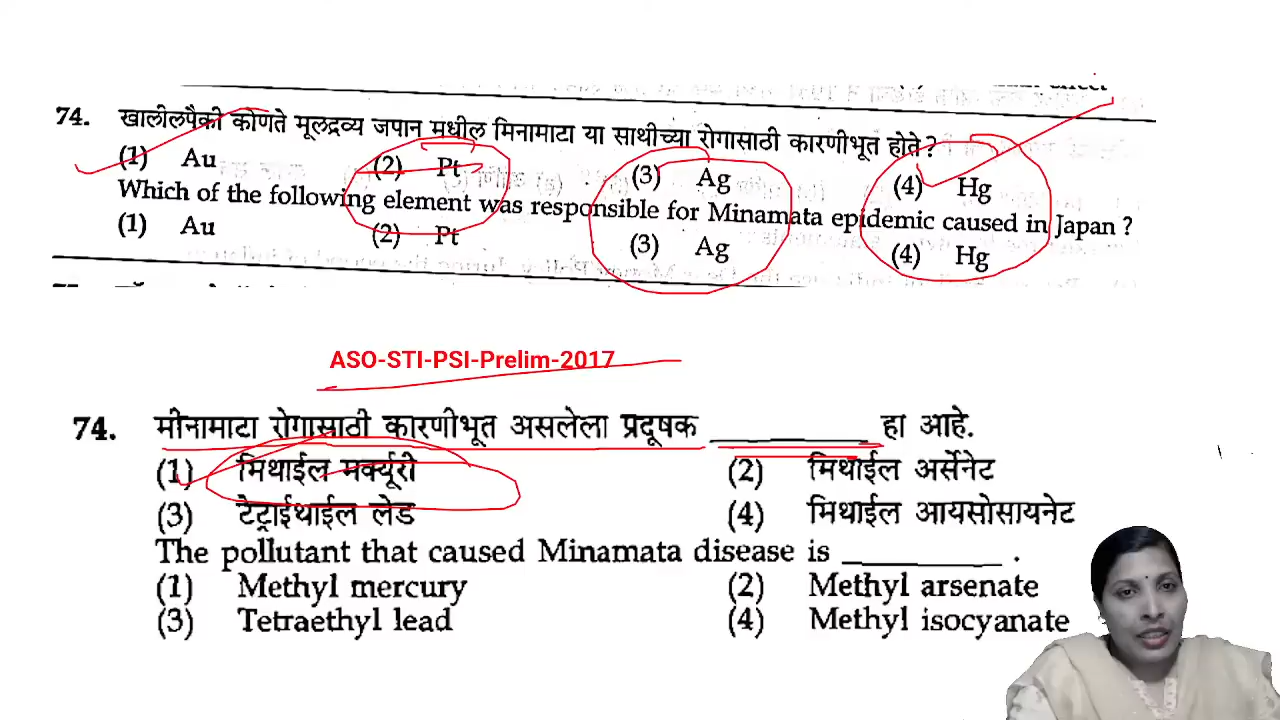 74. खालीलपैकी कोणते मूलद्रव्य जपान मधील मिनामाटा या साथीच्या रोगासाठी कारणीभूत होते ?
(1) Au (2) Pt (3) Ag (4) Hg
Which of the following element was responsible for Minamata epidemic caused in Japan ?
(1) Au (2) Pt (3) Ag (4) Hg
ASO-STI-PSI-Prelim-2017
74. मीनामाटा रोगासाठी कारणीभूत असलेला प्रदूषक __________ हा आहे.
(1) मिथाईल मर्क्यूरी (2) मिथाईल अर्सेनेट
(3) टेट्राईथाईल लेड (4) मिथाईल आयसोसायनेट
The pollutant that caused Minamata disease is __________ .
(1) Methyl mercury (2) Methyl arsenate
(3) Tetraethyl lead (4) Methyl isocyanate